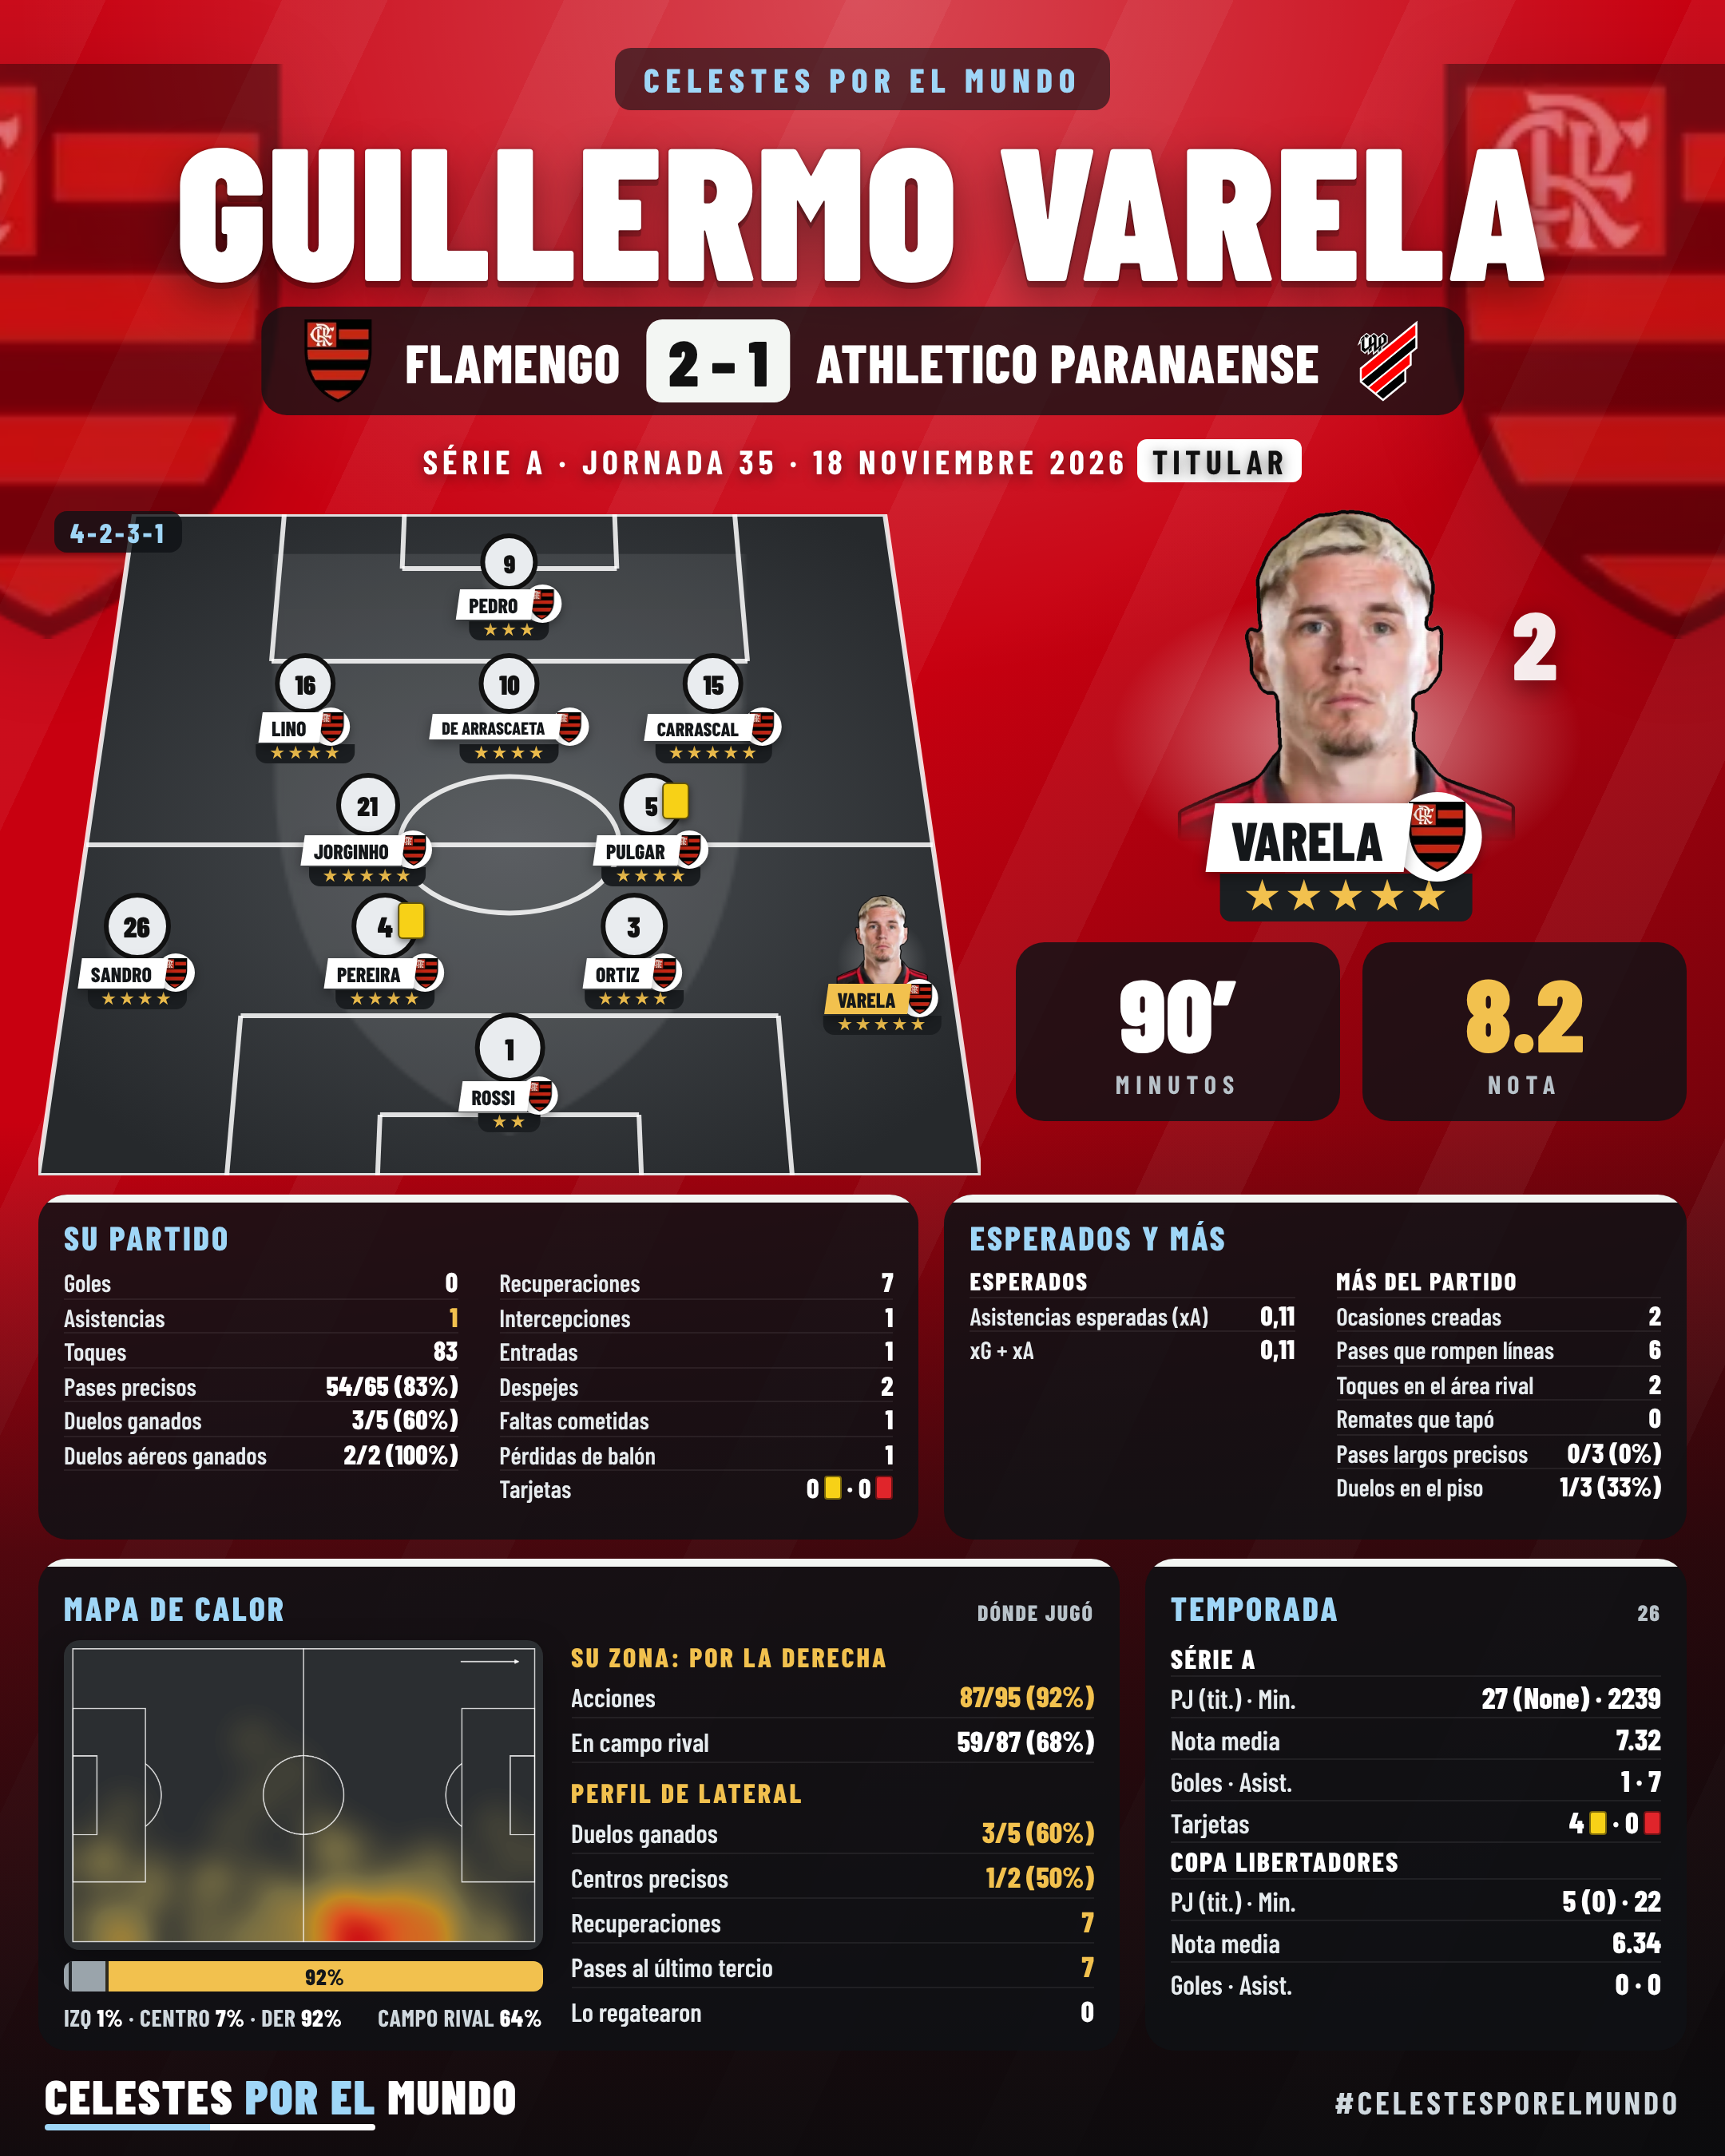 CELESTES POR EL MUNDO
GUILLERMO VARELA
FLAMENGO 2 - 1 ATHLETICO PARANAENSE
SÉRIE A · JORNADA 35 · 18 NOVIEMBRE 2026 TITULAR
4-2-3-1
9
PEDRO
16 10 15
LINO DE ARRASCAETA CARRASCAL
21 5
JORGINHO PULGAR
26 4 3
SANDRO PEREIRA ORTIZ VARELA
1
ROSSI
2
VARELA
90’ 8.2
MINUTOS NOTA
SU PARTIDO
Goles 0
Asistencias 1
Toques 83
Pases precisos 54/65 (83%)
Duelos ganados 3/5 (60%)
Duelos aéreos ganados 2/2 (100%)
Recuperaciones 7
Intercepciones 1
Entradas 1
Despejes 2
Faltas cometidas 1
Pérdidas de balón 1
Tarjetas 0 · 0
ESPERADOS Y MÁS
ESPERADOS
Asistencias esperadas (xA) 0,11
xG + xA 0,11
MÁS DEL PARTIDO
Ocasiones creadas 2
Pases que rompen líneas 6
Toques en el área rival 2
Remates que tapó 0
Pases largos precisos 0/3 (0%)
Duelos en el piso 1/3 (33%)
MAPA DE CALOR DÓNDE JUGÓ
92%
IZQ 1% · CENTRO 7% · DER 92% CAMPO RIVAL 64%
SU ZONA: POR LA DERECHA
Acciones 87/95 (92%)
En campo rival 59/87 (68%)
PERFIL DE LATERAL
Duelos ganados 3/5 (60%)
Centros precisos 1/2 (50%)
Recuperaciones 7
Pases al último tercio 7
Lo regatearon 0
TEMPORADA 26
SÉRIE A
PJ (tit.) · Min. 27 (None) · 2239
Nota media 7.32
Goles · Asist. 1 · 7
Tarjetas 4 · 0
COPA LIBERTADORES
PJ (tit.) · Min. 5 (0) · 22
Nota media 6.34
Goles · Asist. 0 · 0
CELESTES POR EL MUNDO
#CELESTESPORELMUNDO